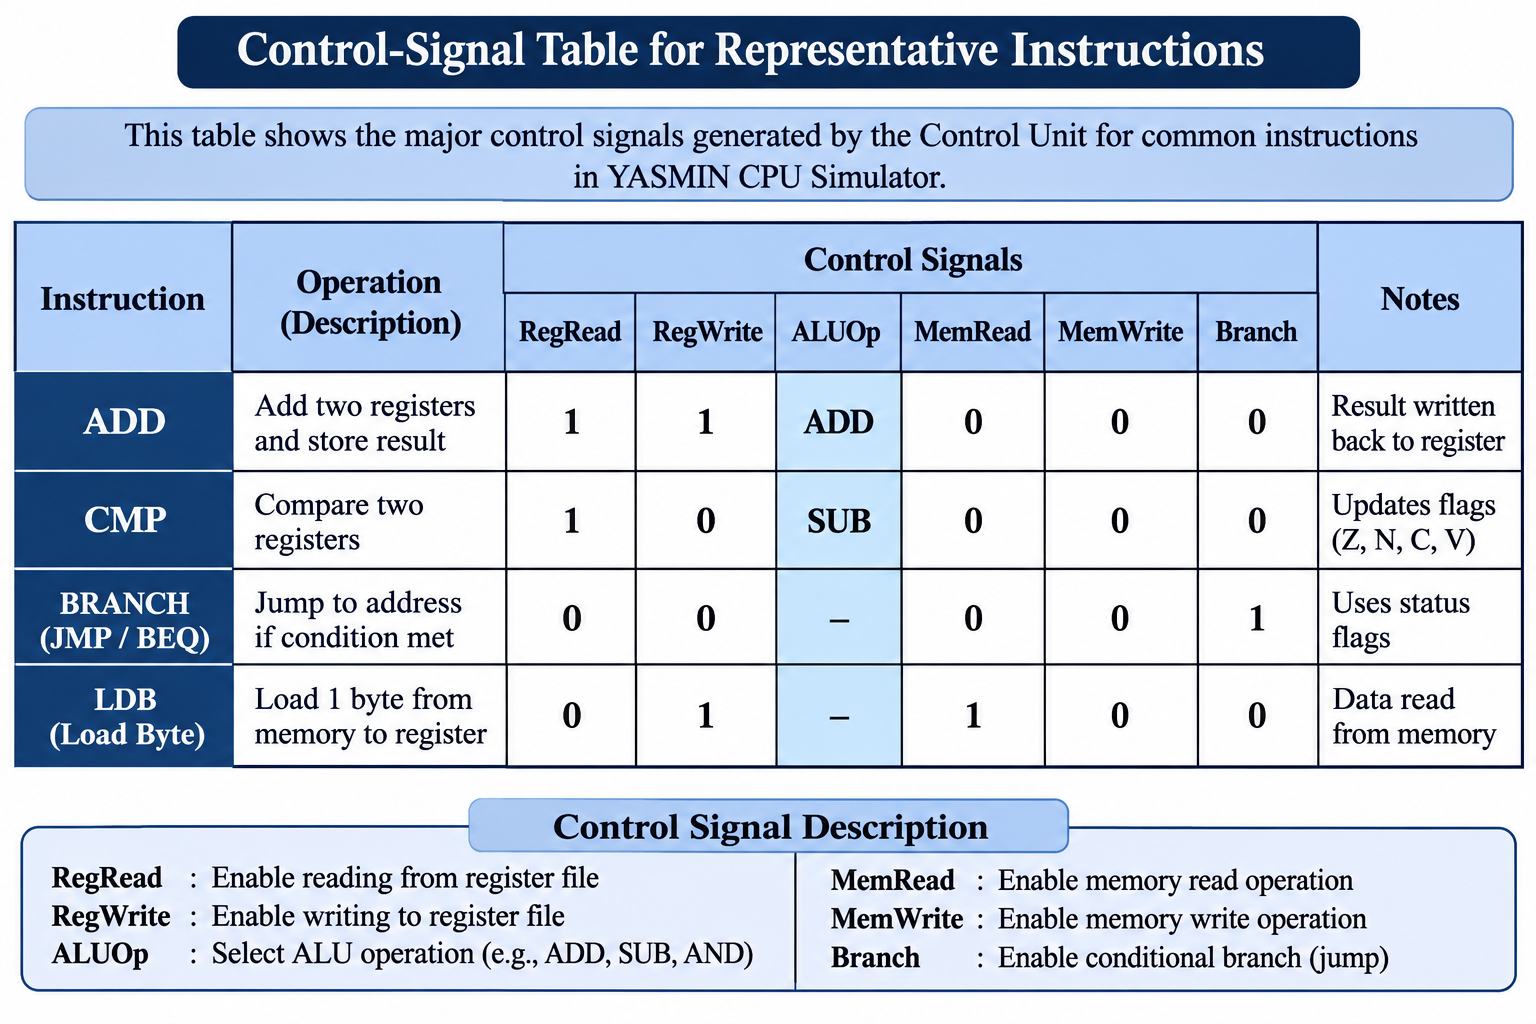 Control-Signal Table for Representative Instructions
This table shows the major control signals generated by the Control Unit for common instructions
in YASMIN CPU Simulator.
Instruction
Operation
(Description)
Control Signals
Notes
RegRead RegWrite ALUOp MemRead MemWrite Branch
ADD
Add two registers
and store result
1 1 ADD 0 0 0
Result written
back to register
CMP
Compare two
registers
1 0 SUB 0 0 0
Updates flags
(Z, N, C, V)
BRANCH
(JMP / BEQ)
Jump to address
if condition met
0 0 – 0 0 1
Uses status
flags
LDB
(Load Byte)
Load 1 byte from
memory to register
0 1 – 1 0 0
Data read
from memory
Control Signal Description
RegRead : Enable reading from register file
RegWrite : Enable writing to register file
ALUOp : Select ALU operation (e.g., ADD, SUB, AND)
MemRead : Enable memory read operation
MemWrite : Enable memory write operation
Branch : Enable conditional branch (jump)